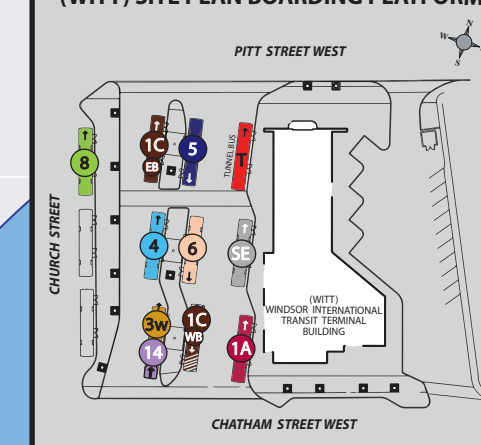 (WITT) SITE PLAN BOARDING PLATFORM
N
W
S
PITT STREET WEST
CHURCH STREET
8
1C
EB
5
TUNNEL BUS
T
4
6
SE
3w
14
1C
WB
1A
(WITT)
WINDSOR INTERNATIONAL
TRANSIT TERMINAL
BUILDING
CHATHAM STREET WEST